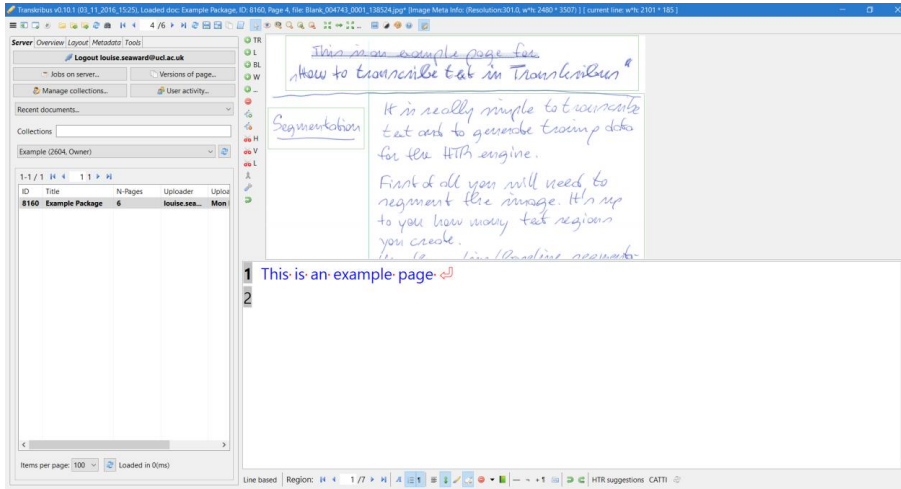 Transkribus v0.10.1 (03_11_2016_15:25), Loaded doc: Example Package, ID: 8160, Page 4, file: Blank_004743_0001_138524.jpg* [Image Meta Info: (Resolution:301.0, w*h: 2480 * 3507) ] [ current line: w*h: 2101 * 185 ]
4 /6
Server Overview Layout Metadata Tools
Logout louise.seaward@ucl.ac.uk
Jobs on server...
Versions of page...
Manage collections...
User activity...
Recent documents...
Collections
Example (2604, Owner)
1-1 / 1 1 1
ID Title N-Pages Uploader Uploa
8160 Example Package 6 louise.sea... Mon
Items per page: 100 Loaded in 0(ms)
TR
L
BL
W
...
H
V
L
This is an example page for
"How to transcribe text in Transkribus"
Segmentation
It is really simple to transcribe
text and to generate training data
for the HTR engine.
First of all you will need to
segment the image. It's up
to you how many text regions
you create.
1 This is an example page
2
Line based Region: 1 /7 HTR suggestions CATTI